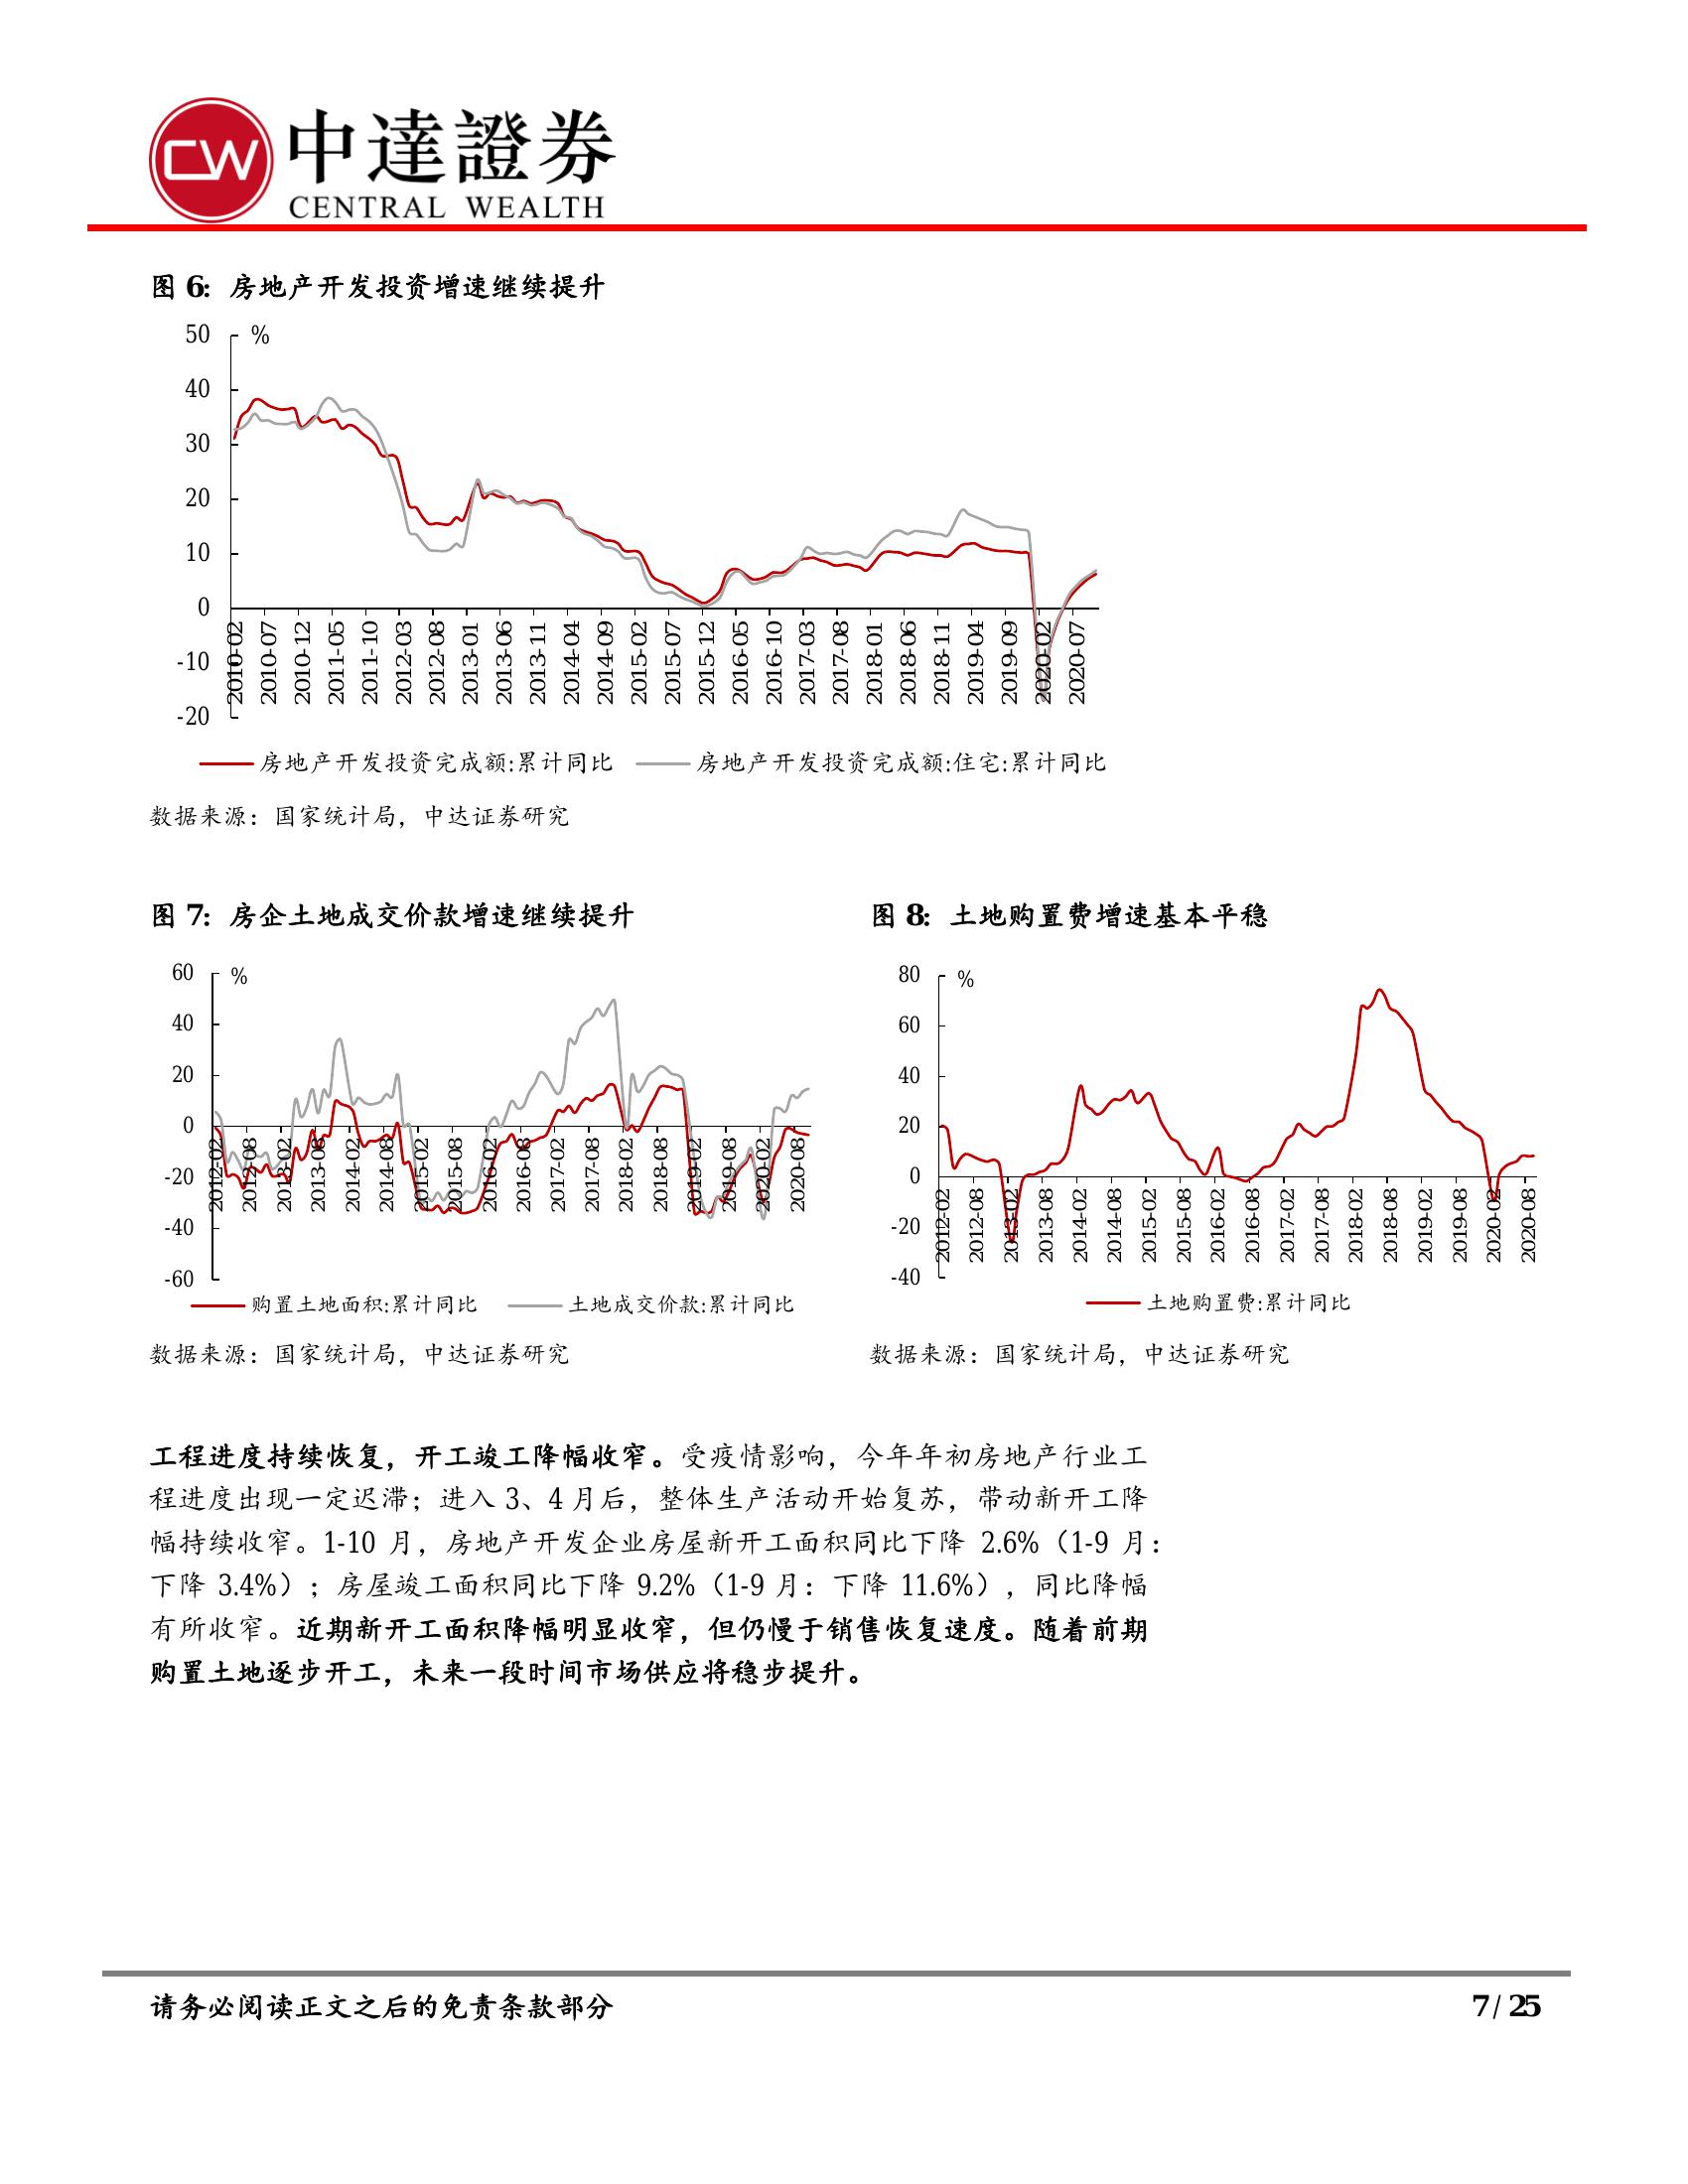 CW 中達證券
CENTRAL WEALTH
图 6：房地产开发投资增速继续提升
50 %
40
30
20
10
0
-10
-20
2010-02 2010-07 2010-12 2011-05 2011-10 2012-03 2012-08 2013-01 2013-06 2013-11 2014-04 2014-09 2015-02 2015-07 2015-12 2016-05 2016-10 2017-03 2017-08 2018-01 2018-06 2018-11 2019-04 2019-09 2020-02 2020-07
房地产开发投资完成额:累计同比 房地产开发投资完成额:住宅:累计同比
数据来源：国家统计局，中达证券研究
图 7：房企土地成交价款增速继续提升
60 %
40
20
0
-20
-40
-60
2012-02 2012-08 2013-02 2013-08 2014-02 2014-08 2015-02 2015-08 2016-02 2016-08 2017-02 2017-08 2018-02 2018-08 2019-02 2019-08 2020-02 2020-08
购置土地面积:累计同比 土地成交价款:累计同比
数据来源：国家统计局，中达证券研究
图 8：土地购置费增速基本平稳
80 %
60
40
20
0
-20
-40
2012-02 2012-08 2013-02 2013-08 2014-02 2014-08 2015-02 2015-08 2016-02 2016-08 2017-02 2017-08 2018-02 2018-08 2019-02 2019-08 2020-02 2020-08
土地购置费:累计同比
数据来源：国家统计局，中达证券研究
工程进度持续恢复，开工竣工降幅收窄。受疫情影响，今年年初房地产行业工
程进度出现一定迟滞；进入 3、4 月后，整体生产活动开始复苏，带动新开工降
幅持续收窄。1-10 月，房地产开发企业房屋新开工面积同比下降 2.6%（1-9 月：
下降 3.4%）；房屋竣工面积同比下降 9.2%（1-9 月：下降 11.6%），同比降幅
有所收窄。近期新开工面积降幅明显收窄，但仍慢于销售恢复速度。随着前期
购置土地逐步开工，未来一段时间市场供应将稳步提升。
请务必阅读正文之后的免责条款部分 7 / 25